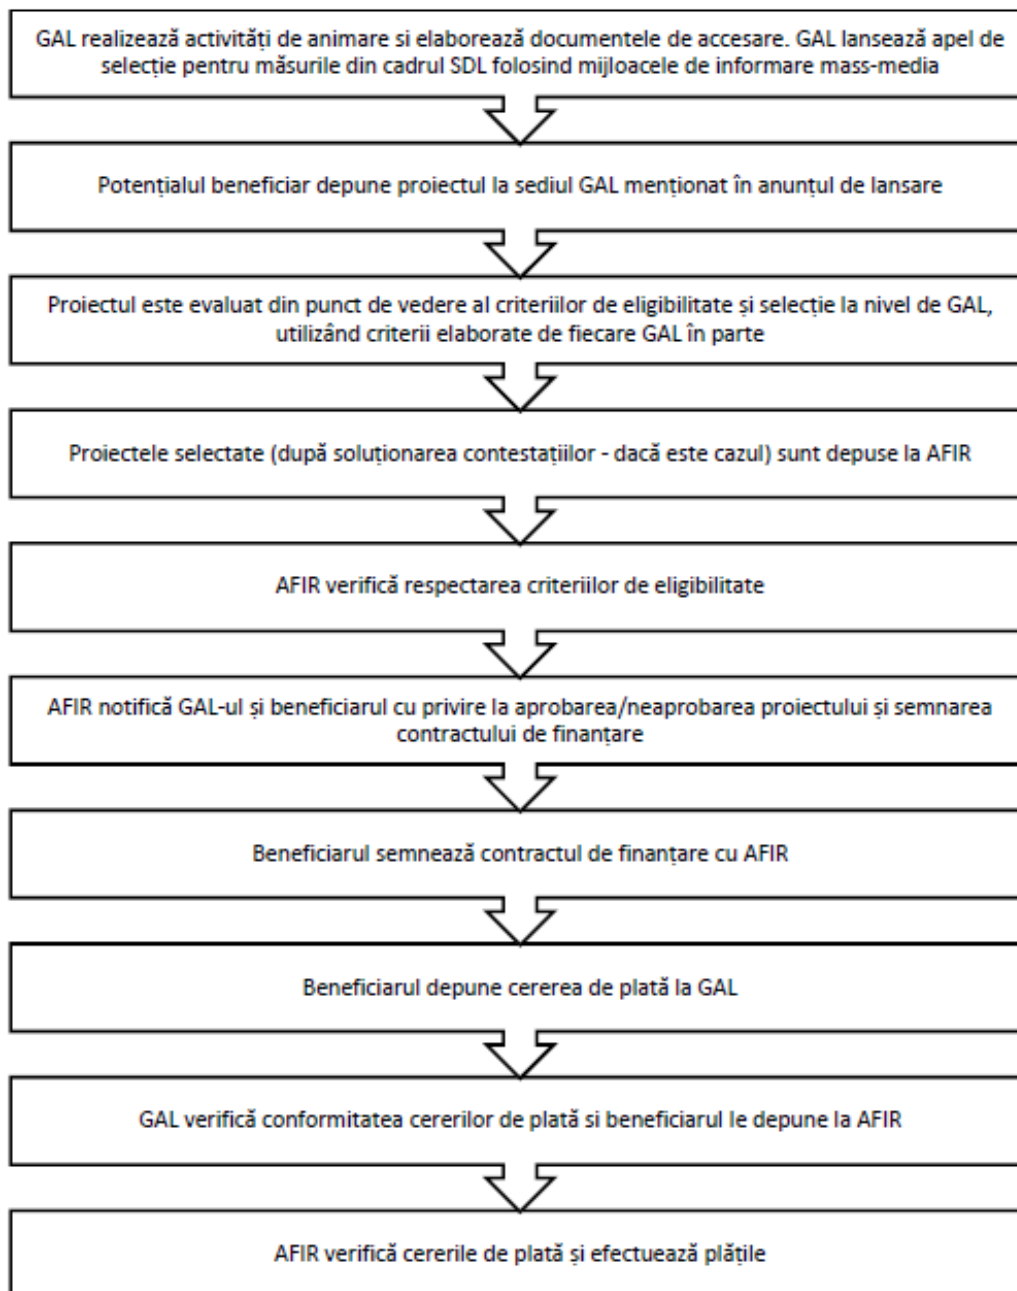 GAL realizează activități de animare si elaborează documentele de accesare. GAL lansează apel de
selecție pentru măsurile din cadrul SDL folosind mijloacele de informare mass-media
Potențialul beneficiar depune proiectul la sediul GAL menționat în anunțul de lansare
Proiectul este evaluat din punct de vedere al criteriilor de eligibilitate și selecție la nivel de GAL,
utilizând criterii elaborate de fiecare GAL în parte
Proiectele selectate (după soluționarea contestațiilor - dacă este cazul) sunt depuse la AFIR
AFIR verifică respectarea criteriilor de eligibilitate
AFIR notifică GAL-ul și beneficiarul cu privire la aprobarea/neaprobarea proiectului și semnarea
contractului de finanțare
Beneficiarul semnează contractul de finanțare cu AFIR
Beneficiarul depune cererea de plată la GAL
GAL verifică conformitatea cererilor de plată si beneficiarul le depune la AFIR
AFIR verifică cererile de plată și efectuează plățile